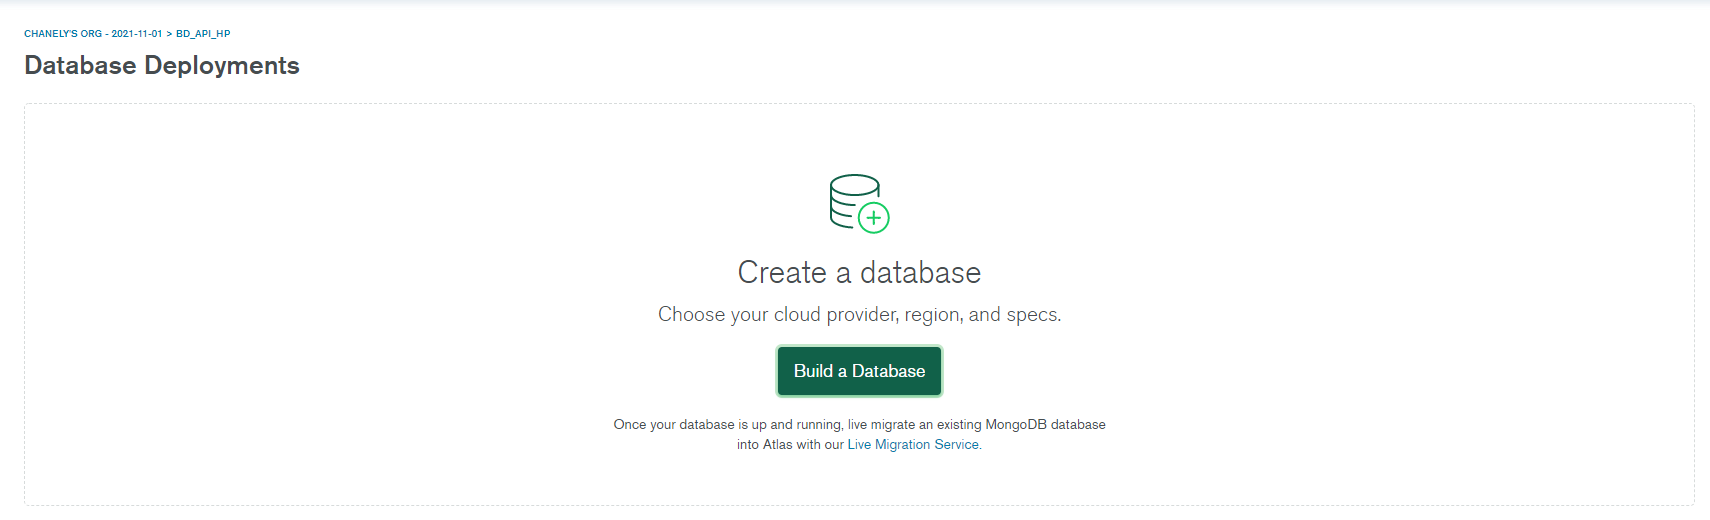 CHANELY'S ORG - 2021-11-01 > BD_API_HP
Database Deployments
Create a database
Choose your cloud provider, region, and specs.
Build a Database
Once your database is up and running, live migrate an existing MongoDB database
into Atlas with our Live Migration Service.